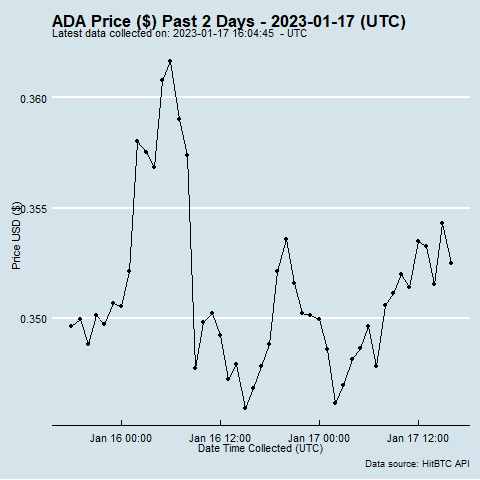 ADA Price ($) Past 2 Days - 2023-01-17 (UTC)
Latest data collected on: 2023-01-17 16:04:45 - UTC
0.360
0.355
0.350
Price USD ($)
Jan 16 00:00 Jan 16 12:00 Jan 17 00:00 Jan 17 12:00
Date Time Collected (UTC)
Data source: HitBTC API